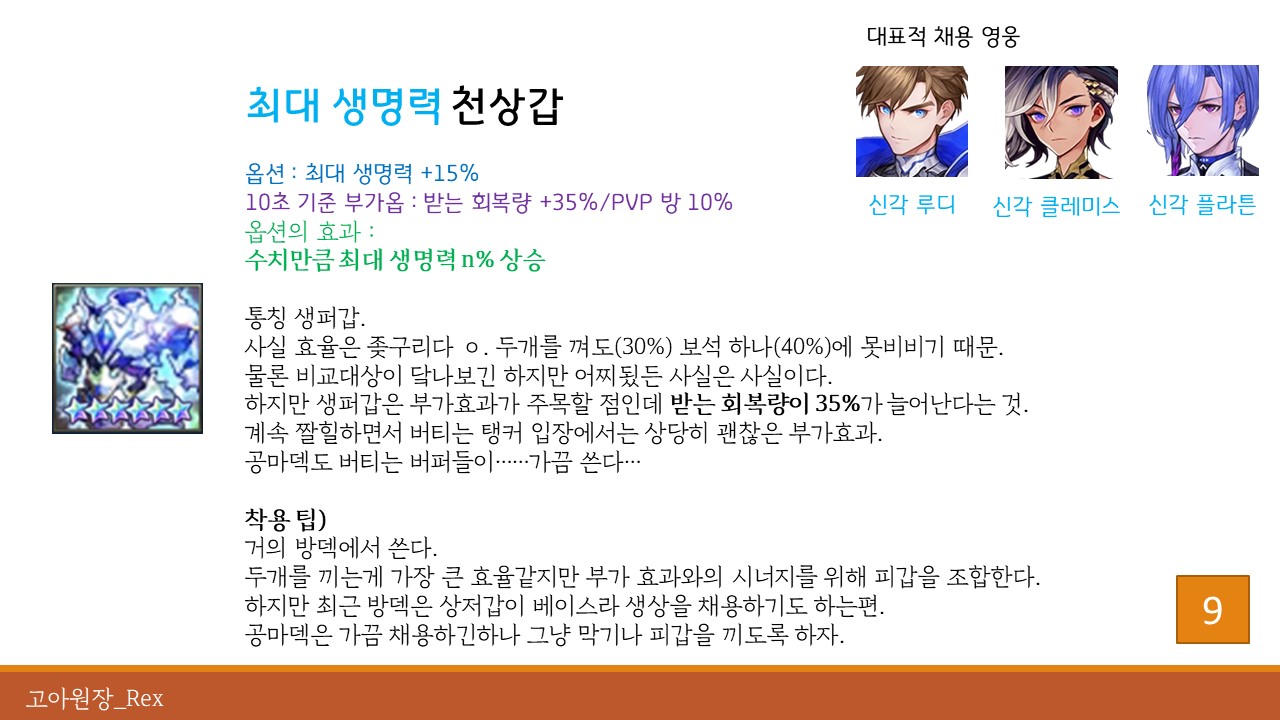 대표적 채용 영웅
최대 생명력 천상갑
신각 루디
신각 클레미스
신각 플라튼
옵션 : 최대 생명력 +15%
10초 기준 부가옵 : 받는 회복량 +35%/PVP 방 10%
옵션의 효과 :
수치만큼 최대 생명력 n% 상승
통칭 생퍼갑.
사실 효율은 좆구리다 ㅇ. 두개를 껴도(30%) 보석 하나(40%)에 못비비기 때문.
물론 비교대상이 닼나보긴 하지만 어찌됬든 사실은 사실이다.
하지만 생퍼갑은 부가효과가 주목할 점인데 받는 회복량이 35%가 늘어난다는 것.
계속 짤힐하면서 버티는 탱커 입장에서는 상당히 괜찮은 부가효과.
공마덱도 버티는 버퍼들이……가끔 쓴다…
착용 팁)
거의 방덱에서 쓴다.
두개를 끼는게 가장 큰 효율같지만 부가 효과와의 시너지를 위해 피갑을 조합한다.
하지만 최근 방덱은 상저갑이 베이스라 생상을 채용하기도 하는편.
공마덱은 가끔 채용하긴하나 그냥 막기나 피갑을 끼도록 하자.
9
고아원장_Rex